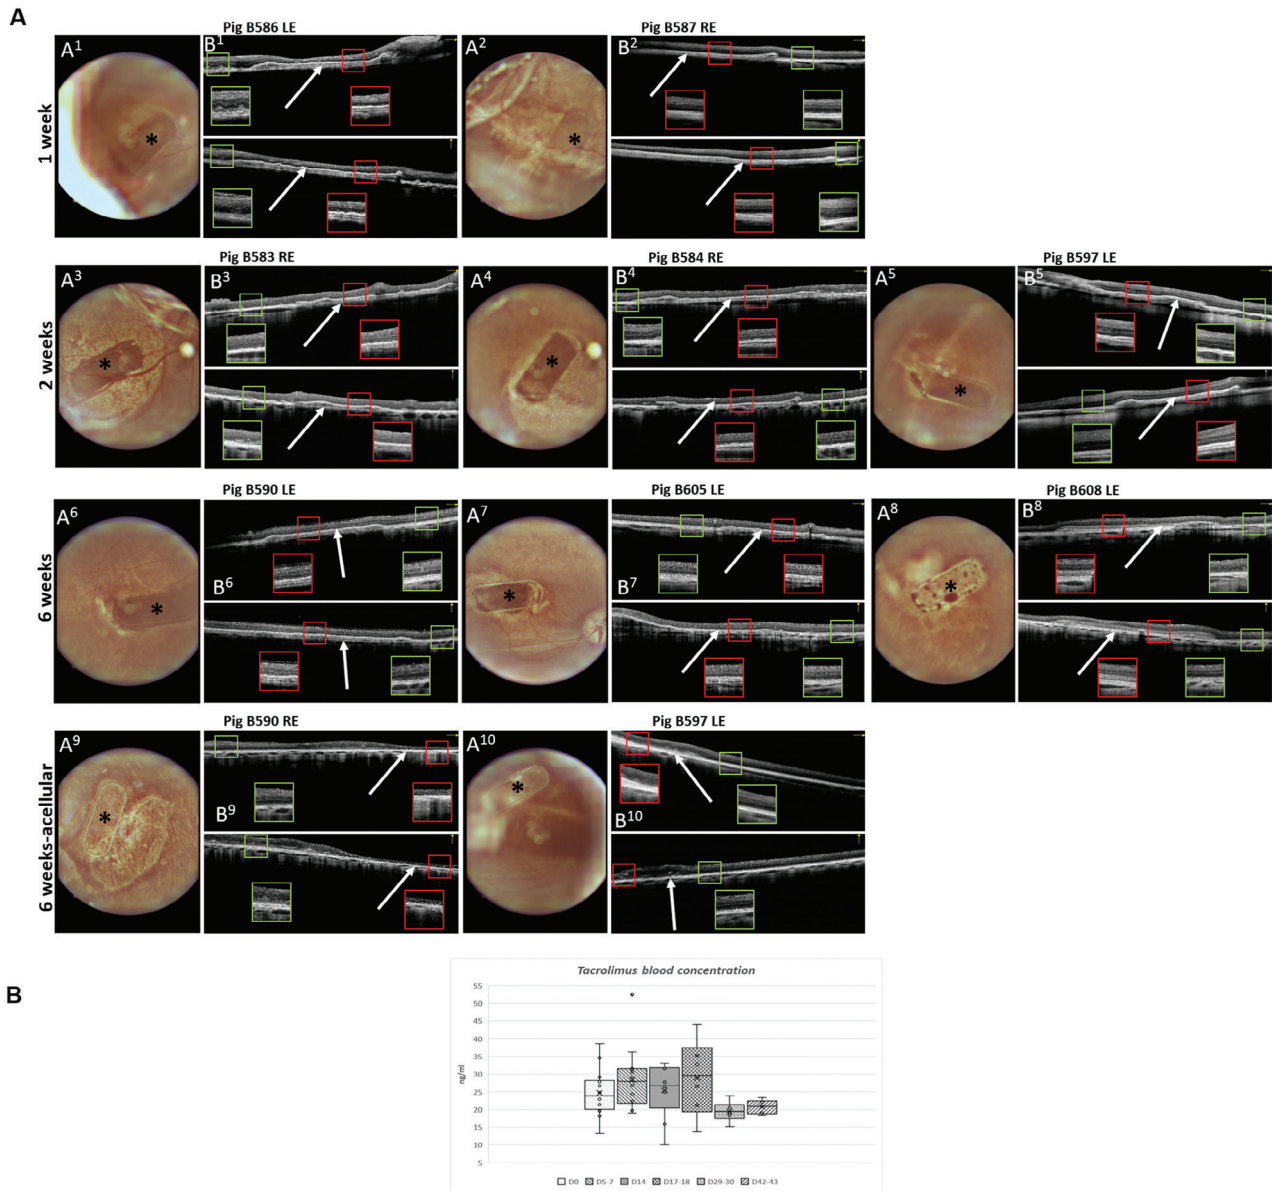 A
Pig B586 LE
Pig B587 RE
1 week
A1
B1
A2
B2
*
*
Pig B583 RE
Pig B584 RE
Pig B597 LE
2 weeks
A3
B3
A4
B4
A5
B5
*
*
*
Pig B590 LE
Pig B605 LE
Pig B608 LE
6 weeks
A6
B6
A7
B7
A8
B8
*
*
*
Pig B590 RE
Pig B597 LE
6 weeks-acellular
A9
B9
A10
B10
*
*
B
Tacrolimus blood concentration
ng/ml
55
50
45
40
35
30
25
20
15
10
5
D0 D5-7 D14 D17-18 D29-30 D42-43